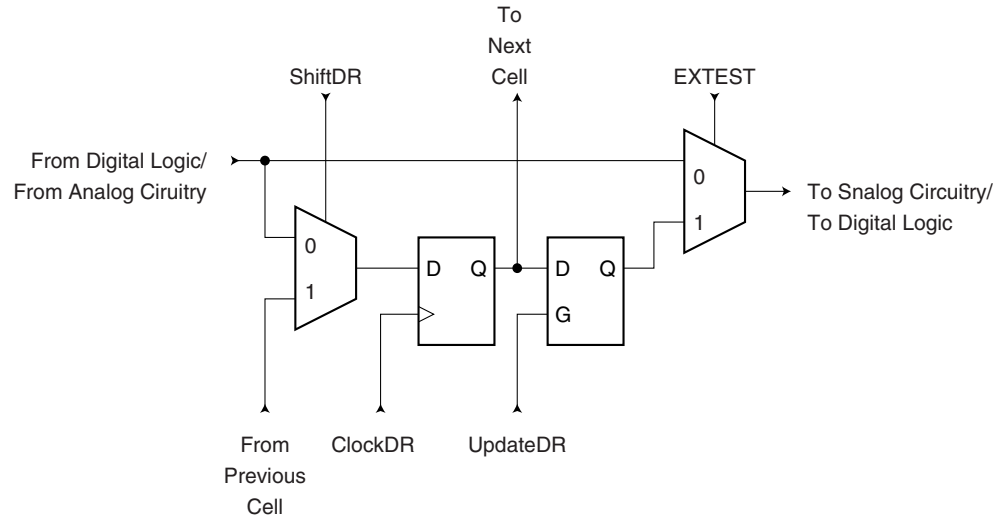 To
Next
Cell
ShiftDR
EXTEST
From Digital Logic/
From Analog Ciruitry
0
1
To Snalog Circuitry/
To Digital Logic
0
1
D Q
D Q
G
From
Previous
Cell
ClockDR
UpdateDR